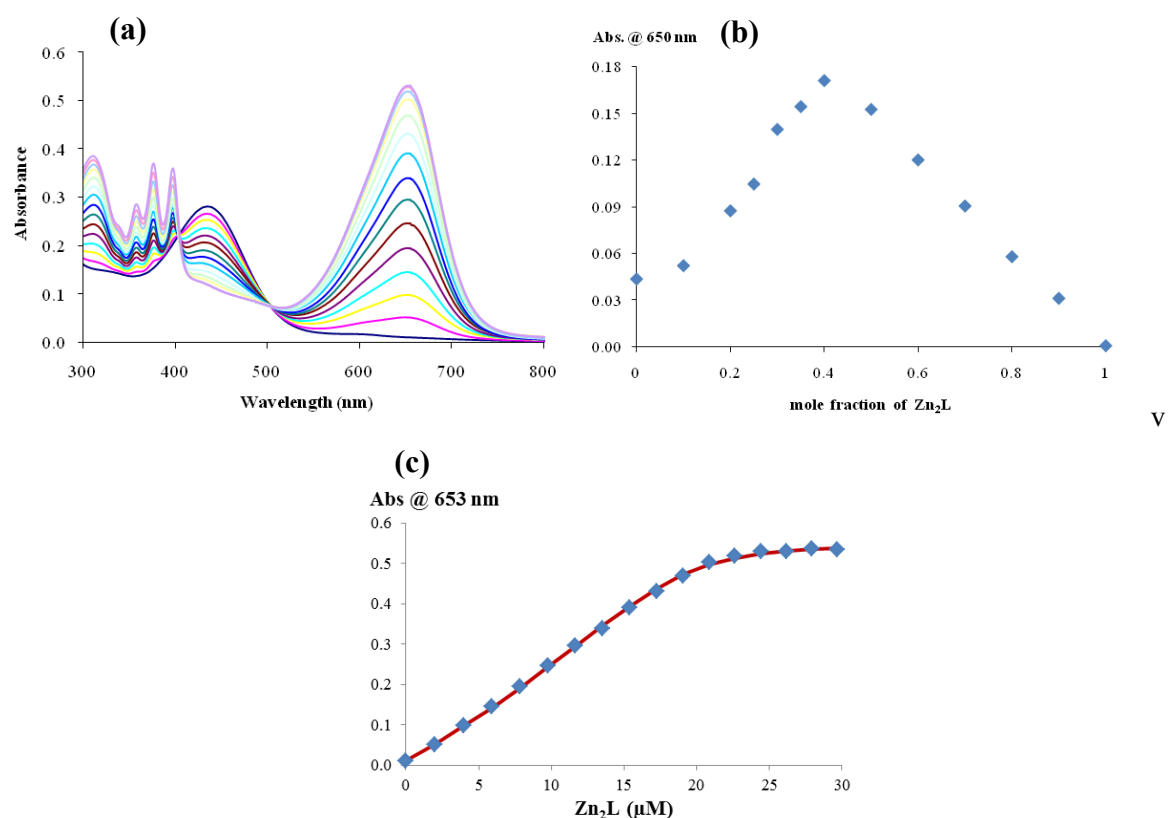 (a)
Absorbance
0.6
0.5
0.4
0.3
0.2
0.1
0.0
300 400 500 600 700 800
Wavelength (nm)
Abs. @ 650 nm (b)
0.18
0.15
0.12
0.09
0.06
0.03
0.00
0 0.2 0.4 0.6 0.8 1
mole fraction of Zn₂L
v
(c)
Abs @ 653 nm
0.6
0.5
0.4
0.3
0.2
0.1
0.0
0 5 10 15 20 25 30
Zn₂L (µM)